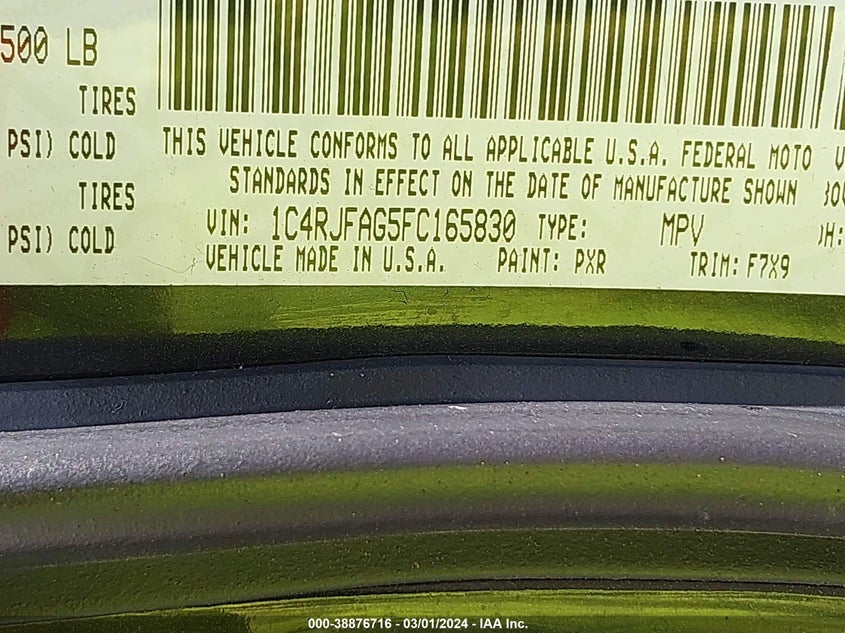 500 LB
TIRES
PSI) COLD
THIS VEHICLE CONFORMS TO ALL APPLICABLE U.S.A. FEDERAL MOTO
TIRES
STANDARDS IN EFFECT ON THE DATE OF MANUFACTURE SHOWN
PSI) COLD
VIN: 1C4RJFAG5FC165830 TYPE: MPV
VEHICLE MADE IN U.S.A. PAINT: PXR TRIM: F7X9
000-38876716 - 03/01/2024 - IAA Inc.